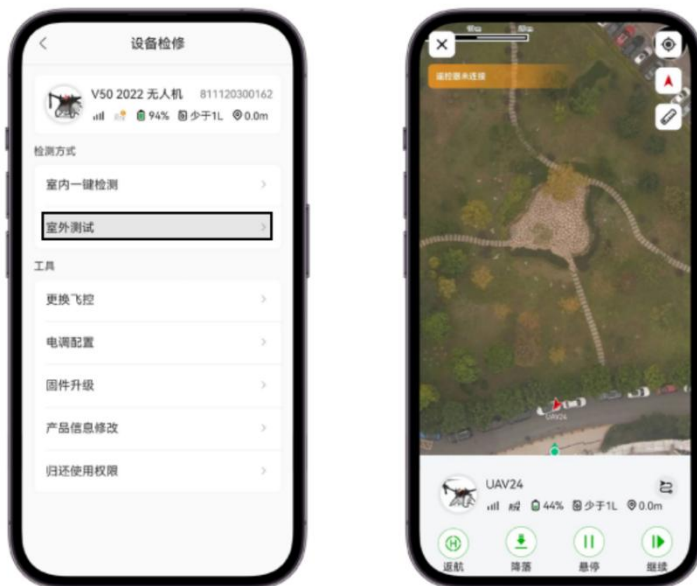 设备检修
V50 2022 无人机 811120300162
94% 少于1L 0.0m
检测方式
室内一键检测
室外测试
工具
更换飞控
电调配置
固件升级
产品信息修改
归还使用权限
遥控器未连接
UAV24
UAV24
44% 少于1L 0.0m
返航 降落 悬停 继续